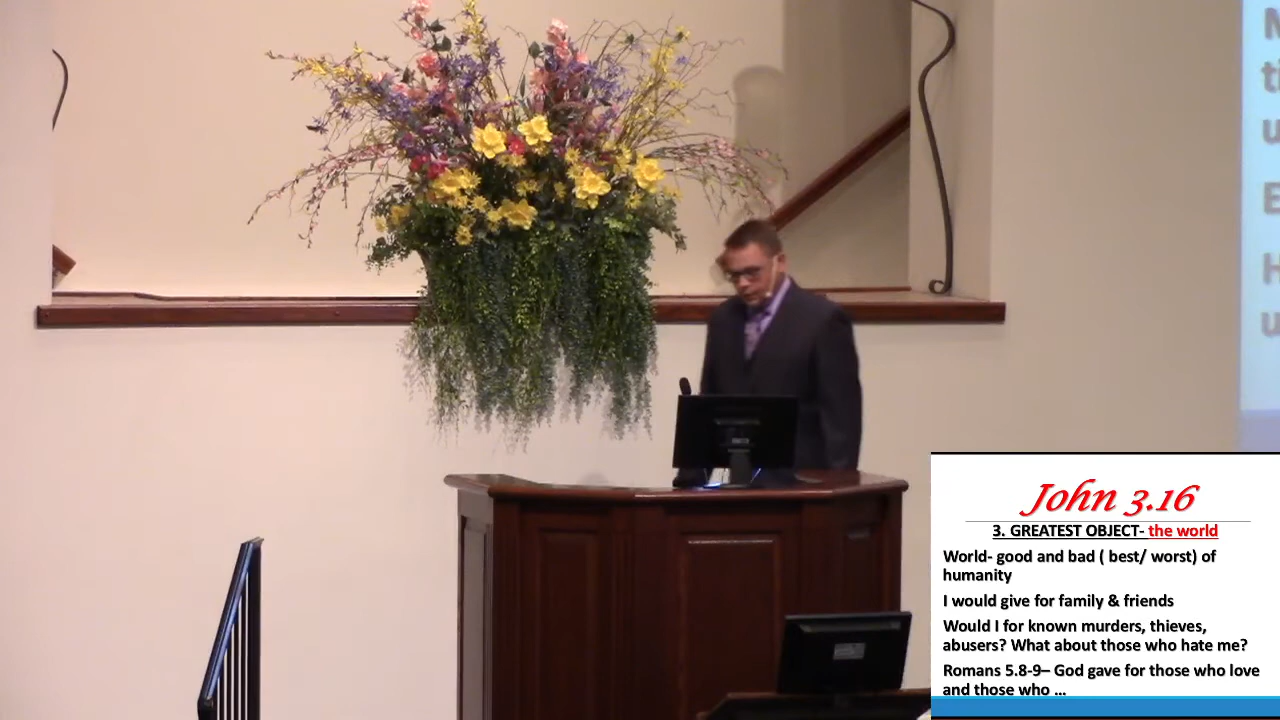 John 3.16
3. GREATEST OBJECT- the world
World- good and bad ( best/ worst) of
humanity
I would give for family & friends
Would I for known murders, thieves,
abusers? What about those who hate me?
Romans 5.8-9– God gave for those who love
and those who ...